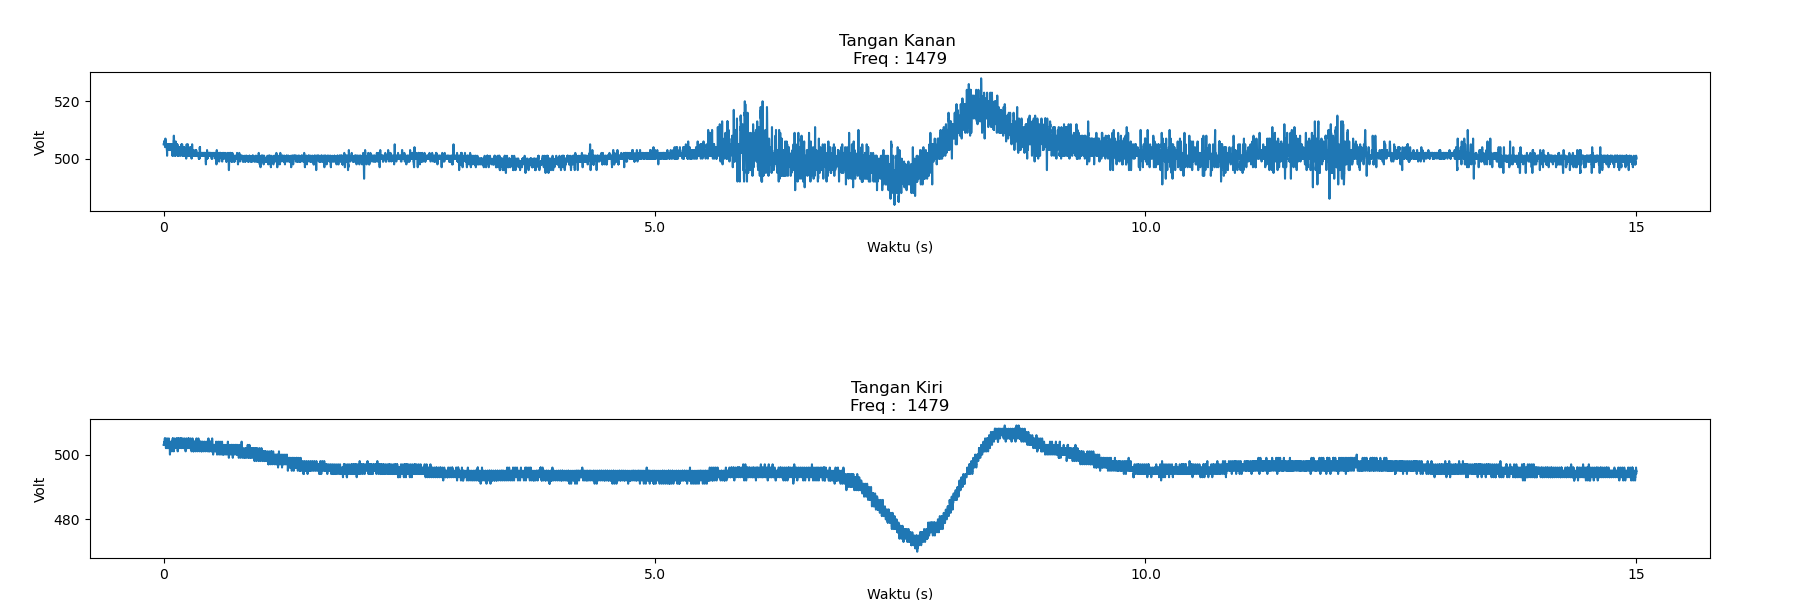 Tangan Kanan
Freq : 1479
Volt
520
500
0
5.0
10.0
15
Waktu (s)
Tangan Kiri
Freq :  1479
Volt
500
480
0
5.0
10.0
15
Waktu (s)